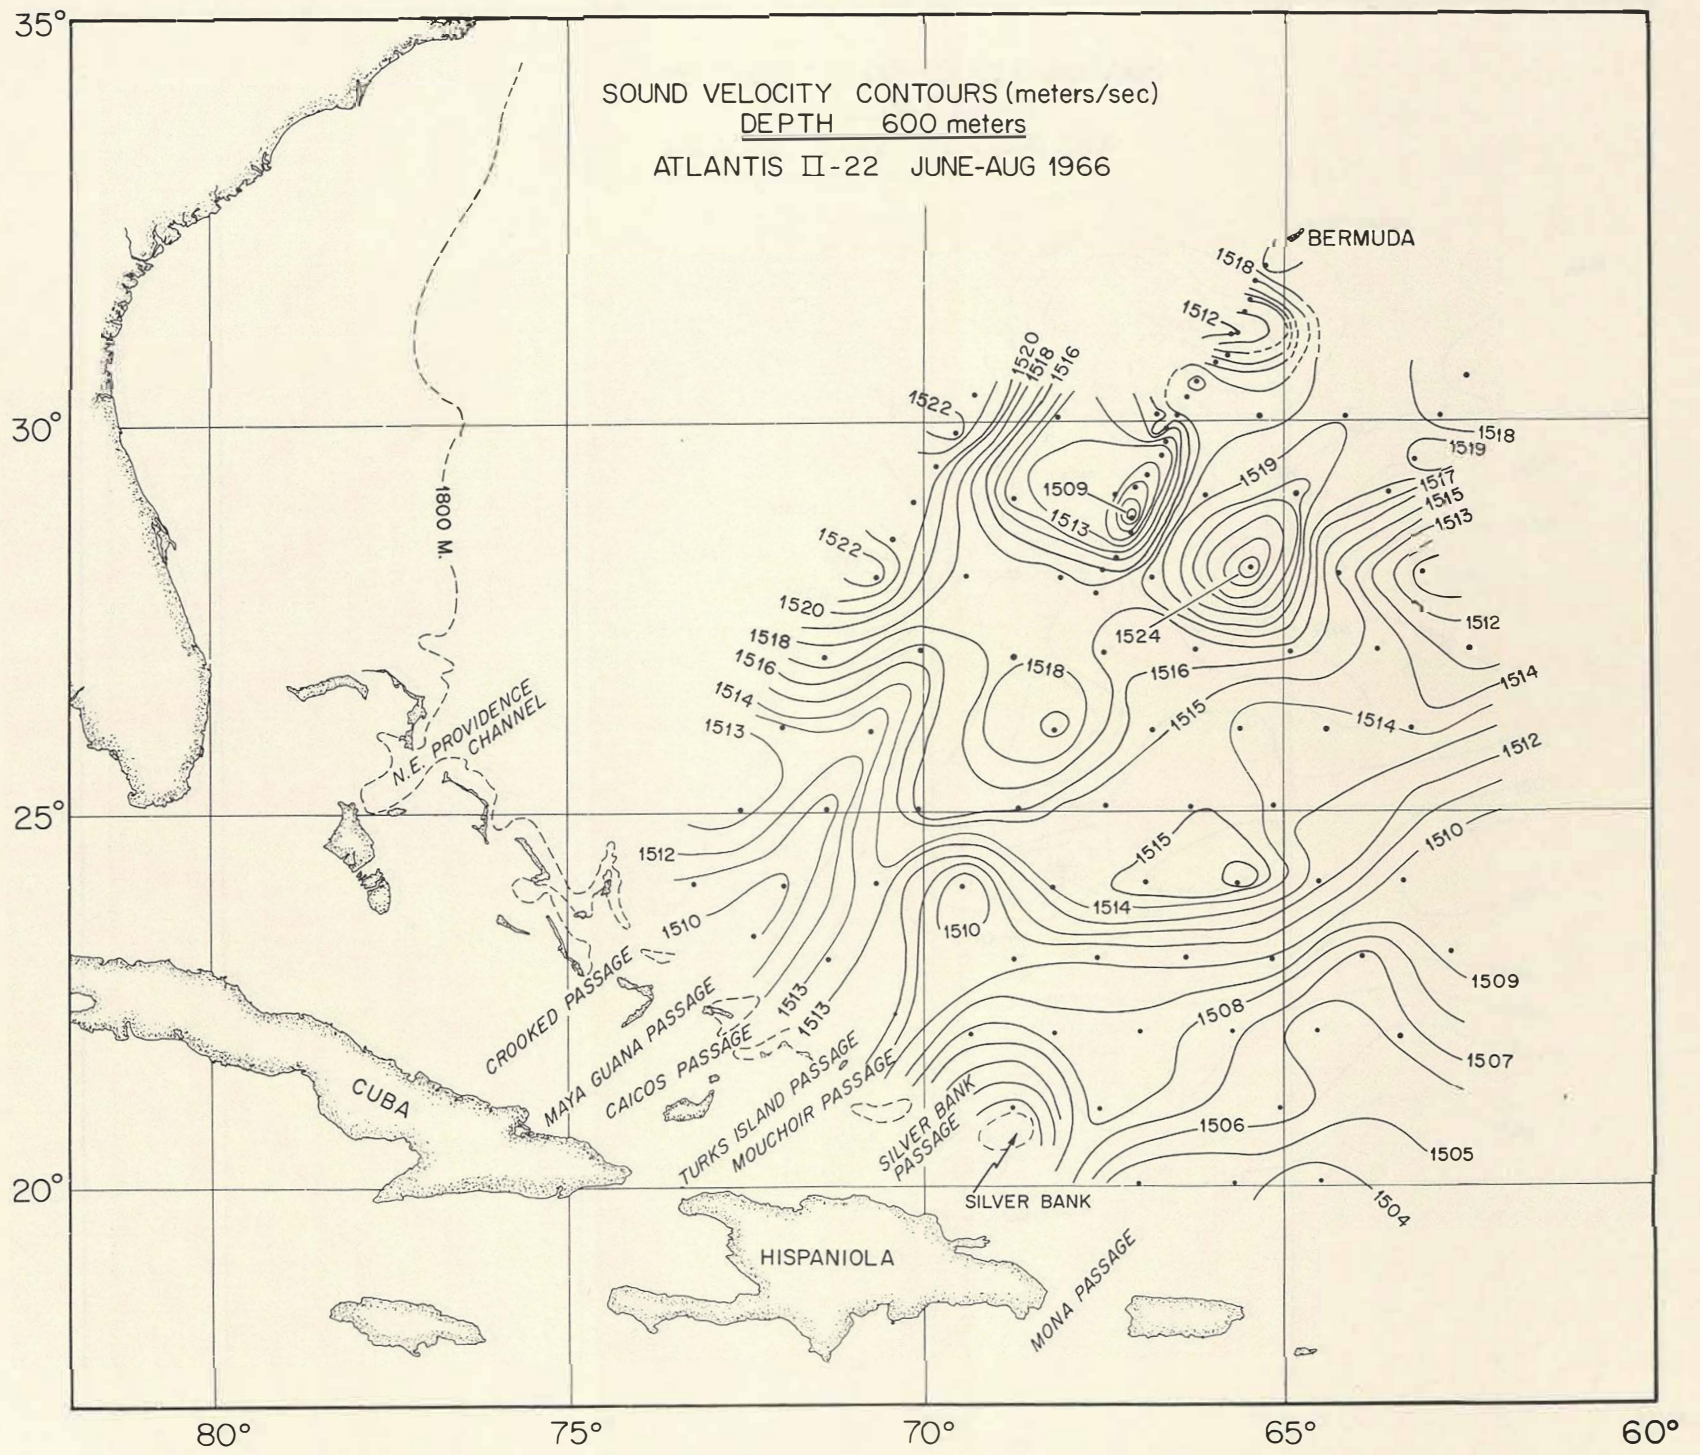 35°
SOUND VELOCITY CONTOURS (meters/sec)
DEPTH 600 meters
ATLANTIS II-22 JUNE-AUG 1966
BERMUDA
1518
1512
1520
1518
1516
1522
30°
1518
1519
1519
1517
1515
1513
1509
1513
1800 M.
1522
1520
1512
1524
1518
1516
1518
1516
1514
1514
1515
1514
1513
N.E. PROVIDENCE
CHANNEL
1512
25°
1510
1515
1512
1514
1510
1510
CROOKED PASSAGE
1509
1513
1513
1508
MAYA GUANA PASSAGE
CAICOS PASSAGE
TURKS ISLAND PASSAGE
MOUCHOIR PASSAGE
1507
CUBA
SILVER BANK
PASSAGE
1506
1505
20°
SILVER BANK
1504
HISPANIOLA
MONA PASSAGE
80°
75°
70°
65°
60°